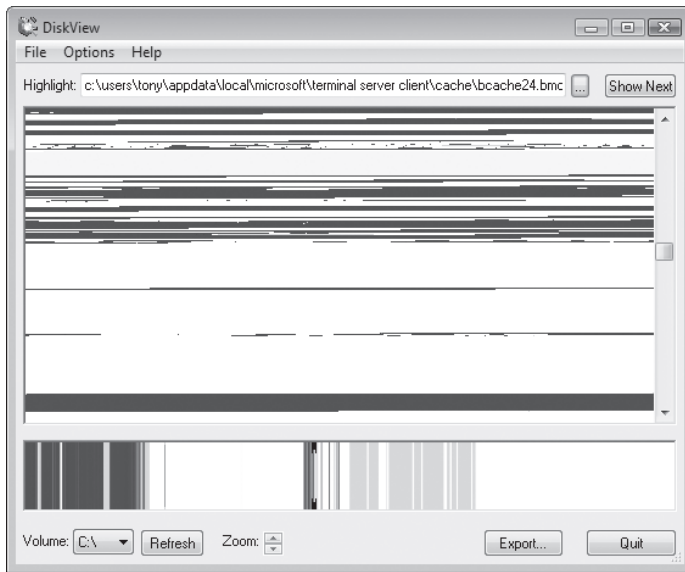 DiskView
File Options Help
Highlight: c:\users\tony\appdata\local\microsoft\terminal server client\cache\bcache24.bmc ... Show Next
Volume: C:\ Refresh Zoom: Export... Quit